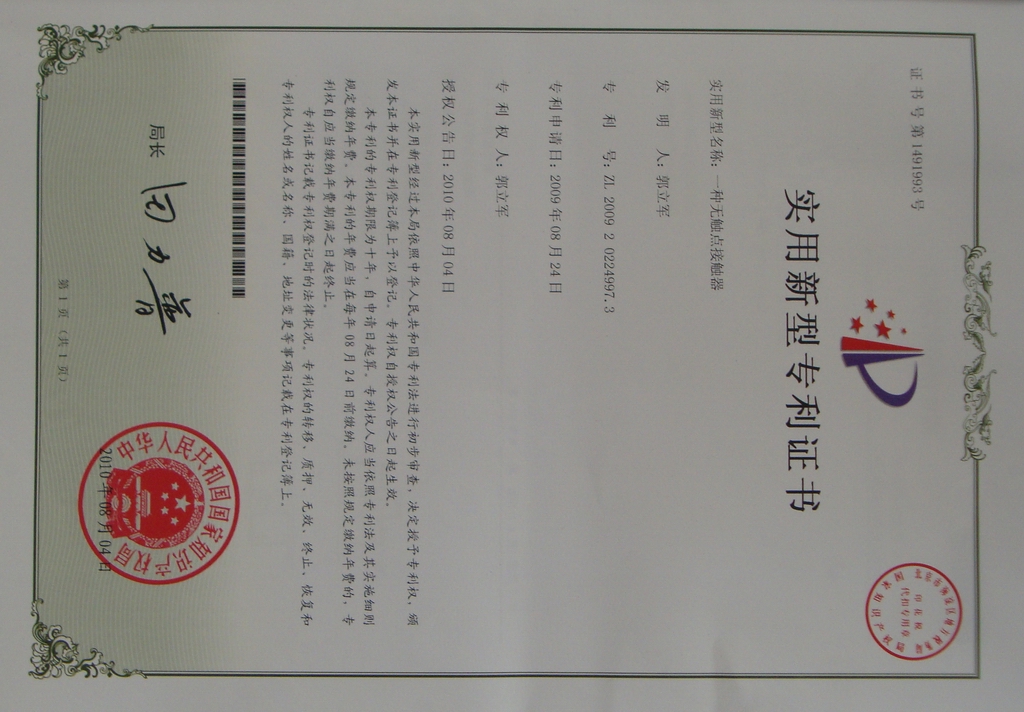 证书号第1491993号
实用新型专利证书
实用新型名称:一种无触点接触器
发 明 人:郭立军
专 利 号:ZL 2009 2 0224997.3
专利申请日:2009年08月24日
专 利 权 人:郭立军
授权公告日:2010年08月04日
本实用新型经过本局依照中华人民共和国专利法进行初步审查,决定授予专利权,颁
发本证书并在专利登记簿上予以登记。专利权自授权公告之日起生效。
本专利的专利权期限为十年,自申请日起算。专利权人应当依照专利法及其实施细则
规定缴纳年费。本专利的年费应当在每年08月24日前缴纳。未按照规定缴纳年费的,专
利权自应当缴纳年费期满之日起终止。
专利证书记载专利权登记时的法律状况。专利权的转移、质押、无效、终止、恢复和
专利权人的姓名或名称、国籍、地址变更等事项记载在专利登记簿上。
局长
田力普
中华人民共和国国家知识产权局
2010年08月04日
第1页(共1页)
印花税
代扣专用章